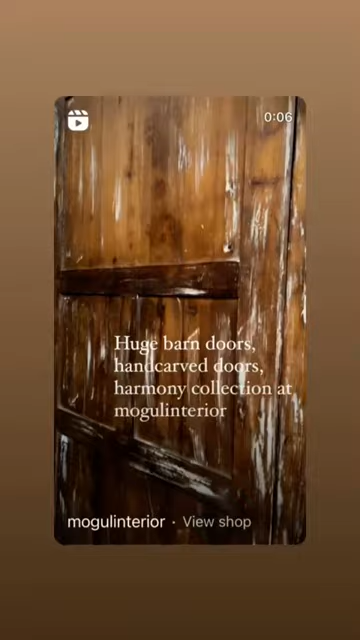 0:06
Huge barn doors,
handcarved doors,
harmony collection at
mogulinterior
mogulinterior · View shop